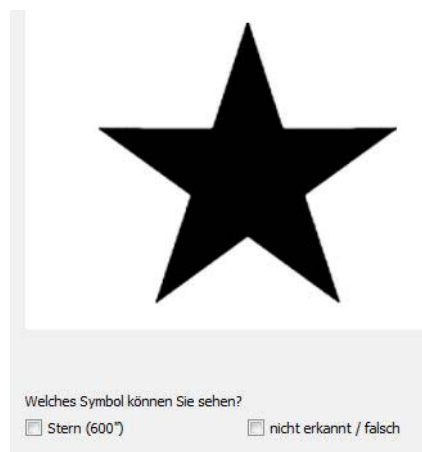 Welches Symbol können Sie sehen?
Stern (600")
nicht erkannt / falsch